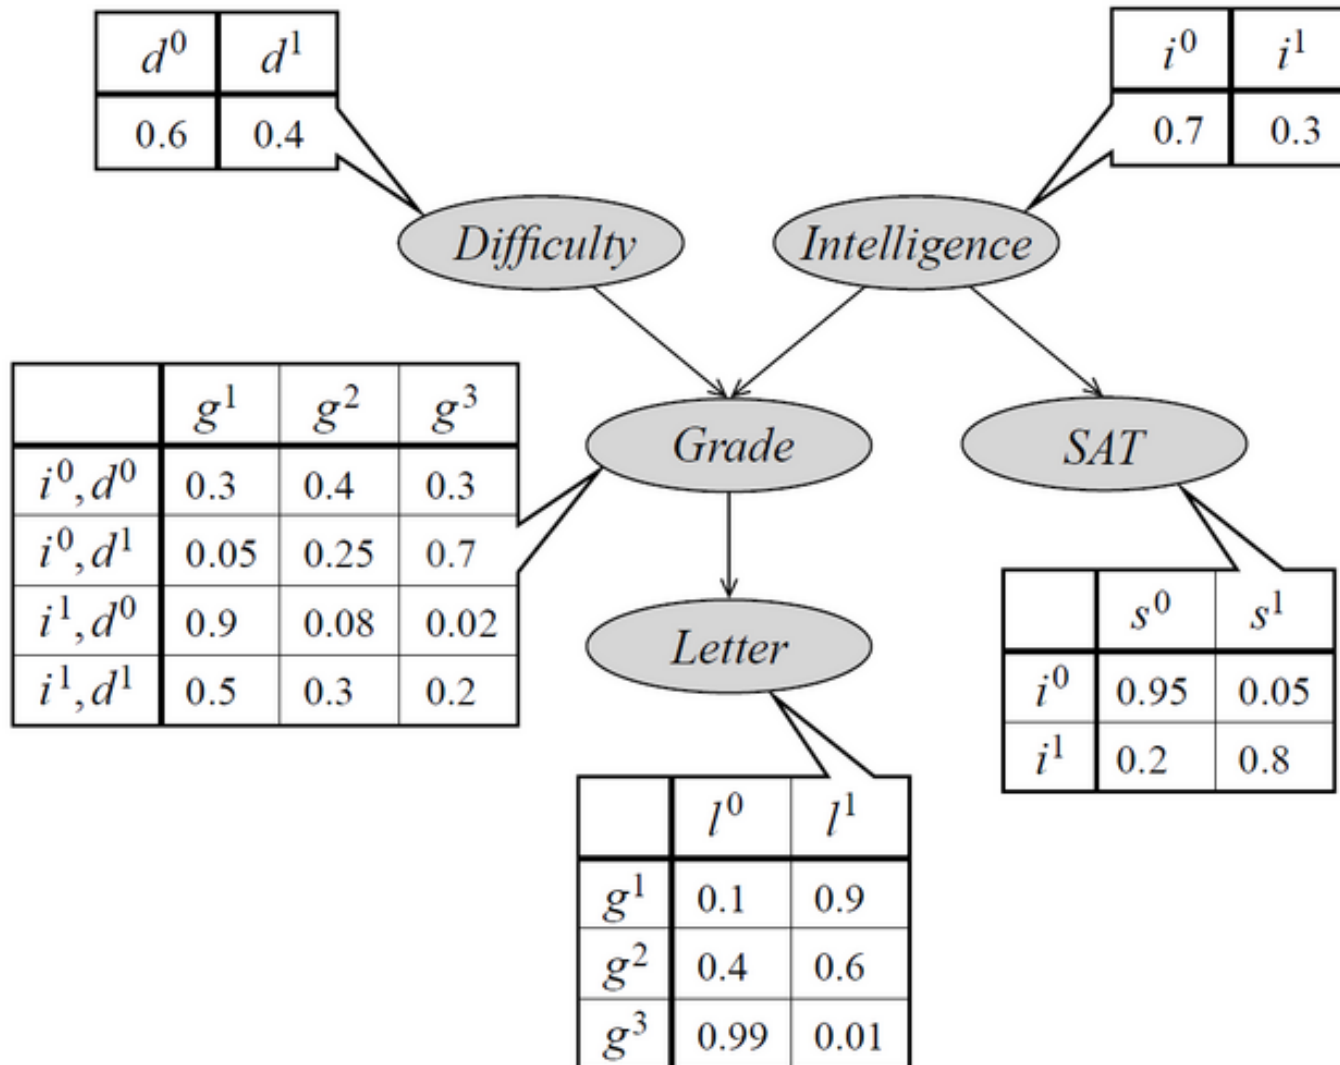 d⁰ d¹
0.6 0.4
i⁰ i¹
0.7 0.3
Difficulty
Intelligence
g¹ g² g³
i⁰,d⁰ 0.3 0.4 0.3
i⁰,d¹ 0.05 0.25 0.7
i¹,d⁰ 0.9 0.08 0.02
i¹,d¹ 0.5 0.3 0.2
Grade
SAT
Letter
s⁰ s¹
i⁰ 0.95 0.05
i¹ 0.2 0.8
l⁰ l¹
g¹ 0.1 0.9
g² 0.4 0.6
g³ 0.99 0.01